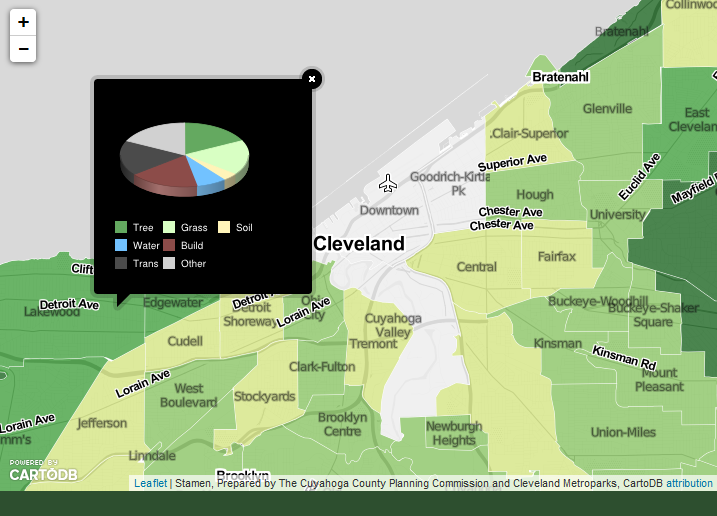 +
−
Collinwoo
Bratenahl
Bratenahl
Glenville
East
Clevelan
.Clair-Superior
Superior Ave
Euclid Ave
Mayfield R
Goodrich-Kirtla
Pk
Hough
Downtown
Chester Ave
Chester Ave
University
Tree Grass Soil
Water Build
Trans Other
Cleveland
Fairfax
Central
Clift
Detroit Ave
Lakewood
Edgewater
Detroit
Detroit
Shoreway
Lorain Ave
City
Buckeye-Woodhill
Buckeye-Shaker
Square
Cuyahoga
Valley
Tremont
Cudell
Kinsman
Kinsman Rd
Mount
Pleasant
Clark-Fulton
Lorain Ave
West
Boulevard
Stockyards
Lorain Ave
mm's
Jefferson
Brooklyn
Centre
Newburgh
Heights
Union-Miles
Linndale
Brooklyn
POWERED BY
CARTODB
Leaflet | Stamen, Prepared by The Cuyahoga County Planning Commission and Cleveland Metroparks, CartoDB attribution